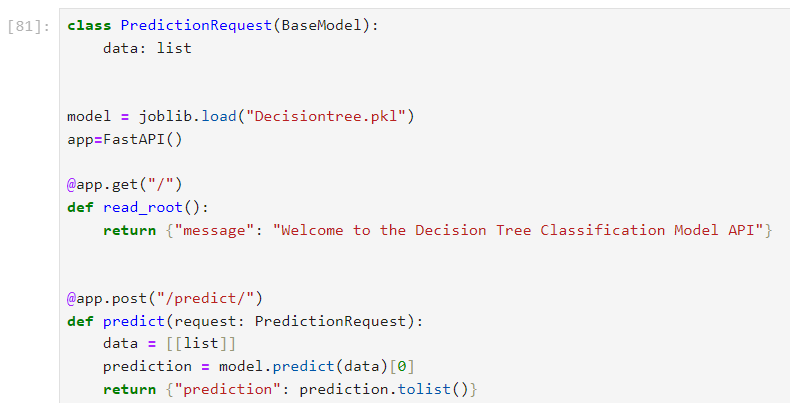 [81]: class PredictionRequest(BaseModel):
    data: list
model = joblib.load("Decisiontree.pkl")
app=FastAPI()
@app.get("/")
def read_root():
    return {"message": "Welcome to the Decision Tree Classification Model API"}
@app.post("/predict/")
def predict(request: PredictionRequest):
    data = [[list]]
    prediction = model.predict(data)[0]
    return {"prediction": prediction.tolist()}